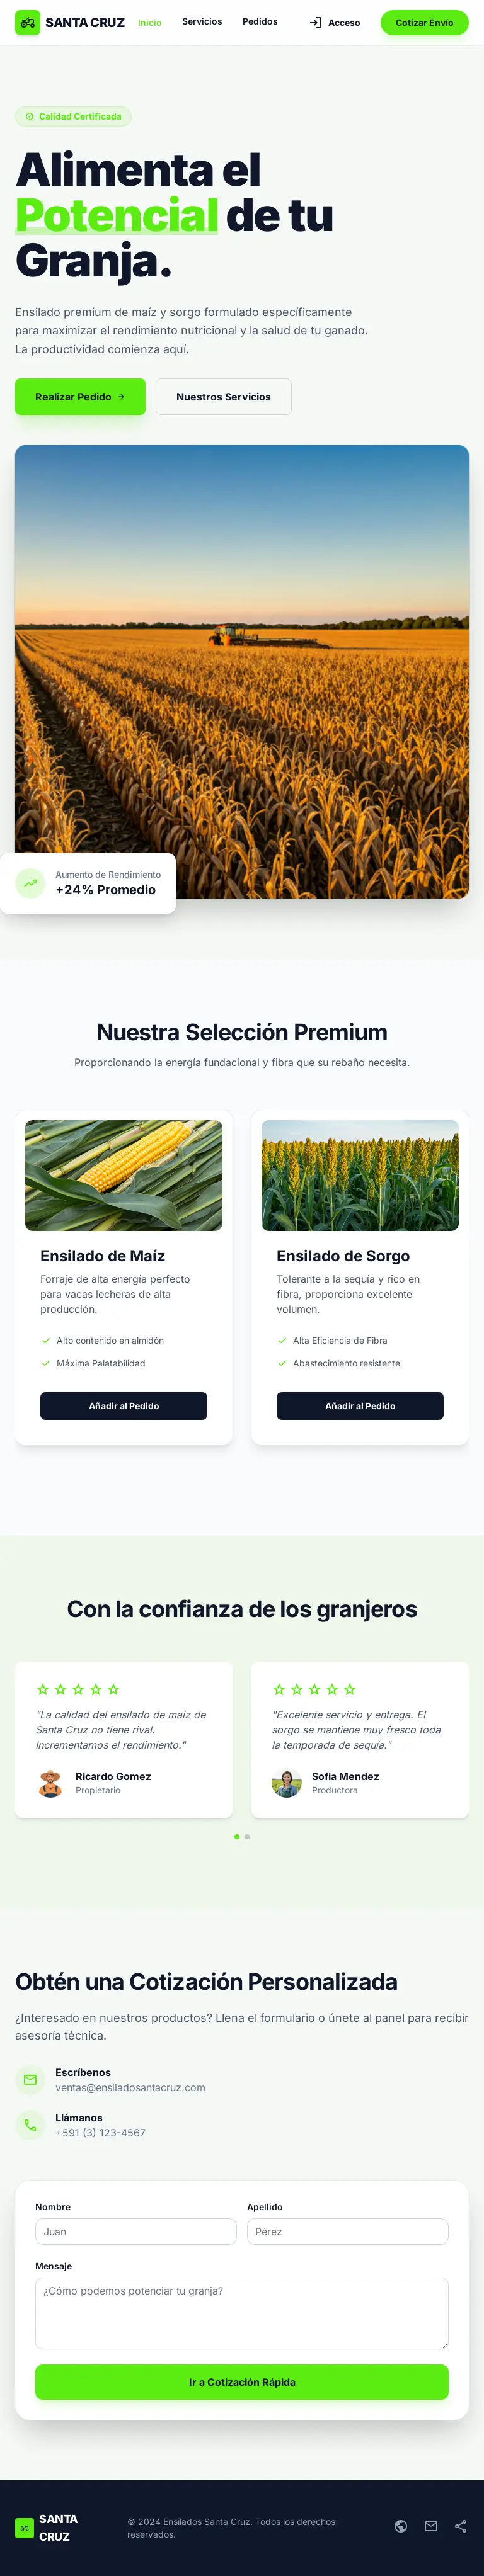 SANTA CRUZ
Inicio
Servicios
Pedidos
Acceso
Cotizar Envío
Calidad Certificada
Alimenta el
Potencial de tu
Granja.
Ensilado premium de maíz y sorgo formulado específicamente
para maximizar el rendimiento nutricional y la salud de tu ganado.
La productividad comienza aquí.
Realizar Pedido
Nuestros Servicios
Aumento de Rendimiento
+24% Promedio
Nuestra Selección Premium
Proporcionando la energía fundacional y fibra que su rebaño necesita.
Ensilado de Maíz
Forraje de alta energía perfecto
para vacas lecheras de alta
producción.
Alto contenido en almidón
Máxima Palatabilidad
Añadir al Pedido
Ensilado de Sorgo
Tolerante a la sequía y rico en
fibra, proporciona excelente
volumen.
Alta Eficiencia de Fibra
Abastecimiento resistente
Añadir al Pedido
Con la confianza de los granjeros
"La calidad del ensilado de maíz de
Santa Cruz no tiene rival.
Incrementamos el rendimiento."
Ricardo Gomez
Propietario
"Excelente servicio y entrega. El
sorgo se mantiene muy fresco toda
la temporada de sequía."
Sofia Mendez
Productora
Obtén una Cotización Personalizada
¿Interesado en nuestros productos? Llena el formulario o únete al panel para recibir
asesoría técnica.
Escríbenos
ventas@ensiladosantacruz.com
Llámanos
+591 (3) 123-4567
Nombre
Juan
Apellido
Pérez
Mensaje
¿Cómo podemos potenciar tu granja?
Ir a Cotización Rápida
SANTA
CRUZ
© 2024 Ensilados Santa Cruz. Todos los derechos
reservados.